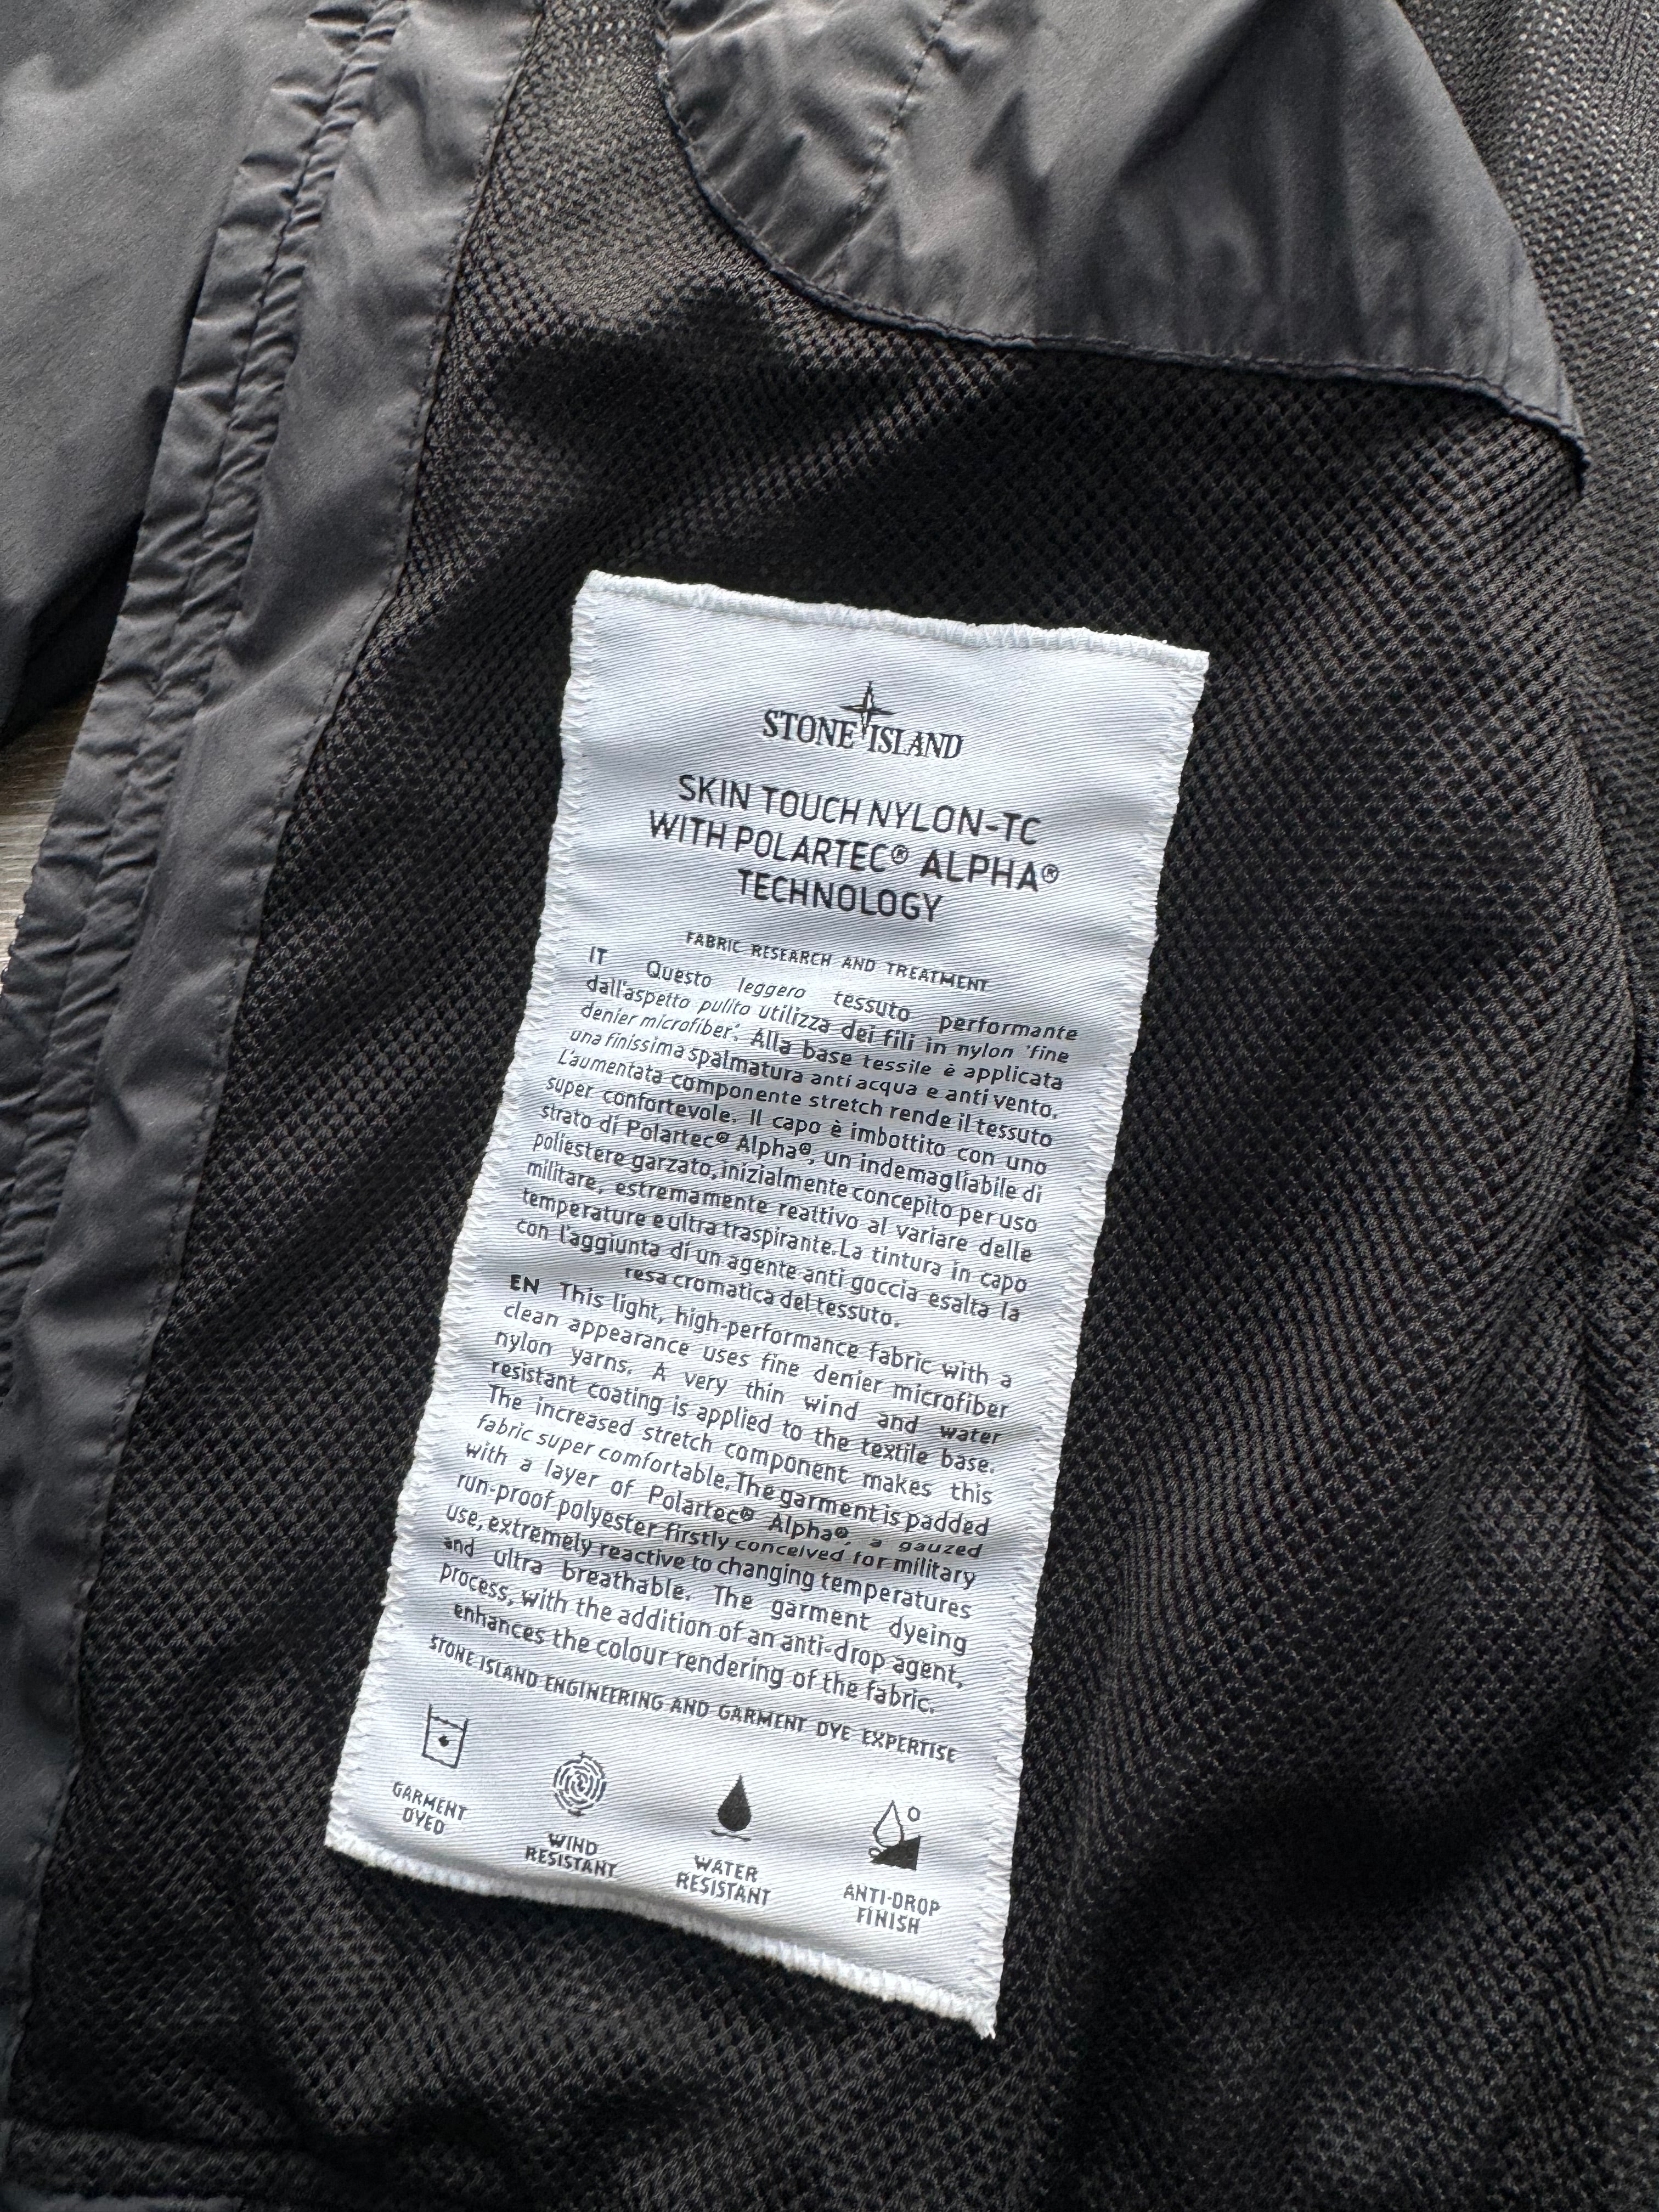 STONE ISLAND
SKIN TOUCH NYLON-TC
WITH POLARTEC® ALPHA®
TECHNOLOGY
FABRIC RESEARCH AND TREATMENT
IT Questo leggero tessuto performante
dall'aspetto pulito utilizza dei fili in nylon 'fine
denier microfiber'. Alla base tessile è applicata
una finissima spalmatura anti acqua e anti vento.
L'aumentata componente stretch rende il tessuto
super confortevole. Il capo è imbottito con uno
strato di Polartec® Alpha®, un indemagliabile di
poliestere garzato, inizialmente concepito per uso
militare, estremamente reattivo al variare delle
temperature e ultra traspirante. La tintura in capo
con l'aggiunta di un agente anti goccia esalta la
resa cromatica del tessuto.
EN This light, high-performance fabric with a
clean appearance uses fine denier microfiber
nylon yarns. A very thin wind and water
resistant coating is applied to the textile base.
The increased stretch component makes this
fabric super comfortable. The garment is padded
with a layer of Polartec® Alpha®, a gauzed
run-proof polyester firstly conceived for military
use, extremely reactive to changing temperatures
and ultra breathable. The garment dyeing
process, with the addition of an anti-drop agent,
enhances the colour rendering of the fabric.
STONE ISLAND ENGINEERING AND GARMENT DYE EXPERTISE
GARMENT
DYED
WIND
RESISTANT
WATER
RESISTANT
ANTI-DROP
FINISH